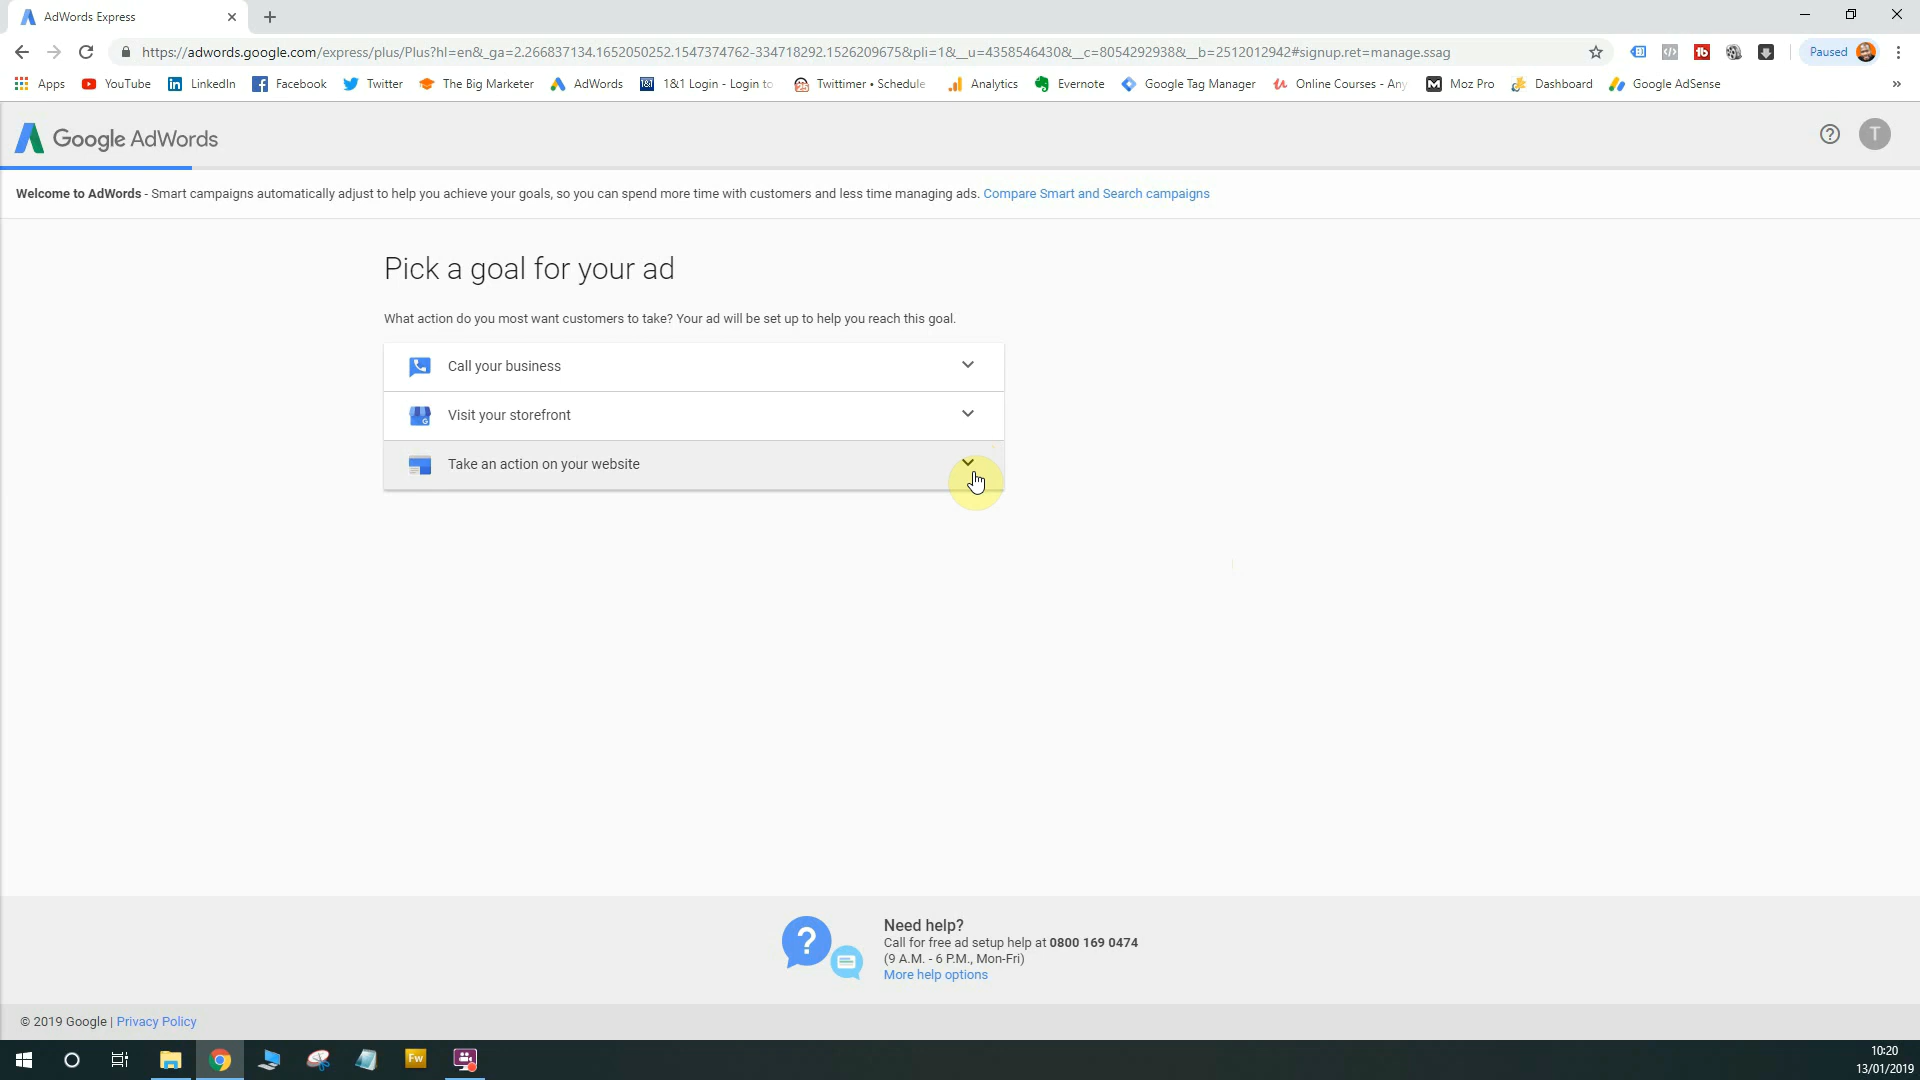 AdWords Express
https://adwords.google.com/express/plus/Plus?hl=en&_ga=2.266837134.1652050252.1547374762-334718292.1526209675&pli=1&__u=4358546430&__c=8054292938&__b=2512012942#signup.ret=manage.ssag
Paused
Apps YouTube LinkedIn Facebook Twitter The Big Marketer AdWords 1&1 Login - Login to Twittimer • Schedule Analytics Evernote Google Tag Manager Online Courses - Any Moz Pro Dashboard Google AdSense »
Google AdWords
T
Welcome to AdWords - Smart campaigns automatically adjust to help you achieve your goals, so you can spend more time with customers and less time managing ads. Compare Smart and Search campaigns
Pick a goal for your ad
What action do you most want customers to take? Your ad will be set up to help you reach this goal.
Call your business
Visit your storefront
Take an action on your website
Need help?
Call for free ad setup help at 0800 169 0474
(9 A.M. - 6 P.M., Mon-Fri)
More help options
© 2019 Google | Privacy Policy
Fw
10:20
13/01/2019